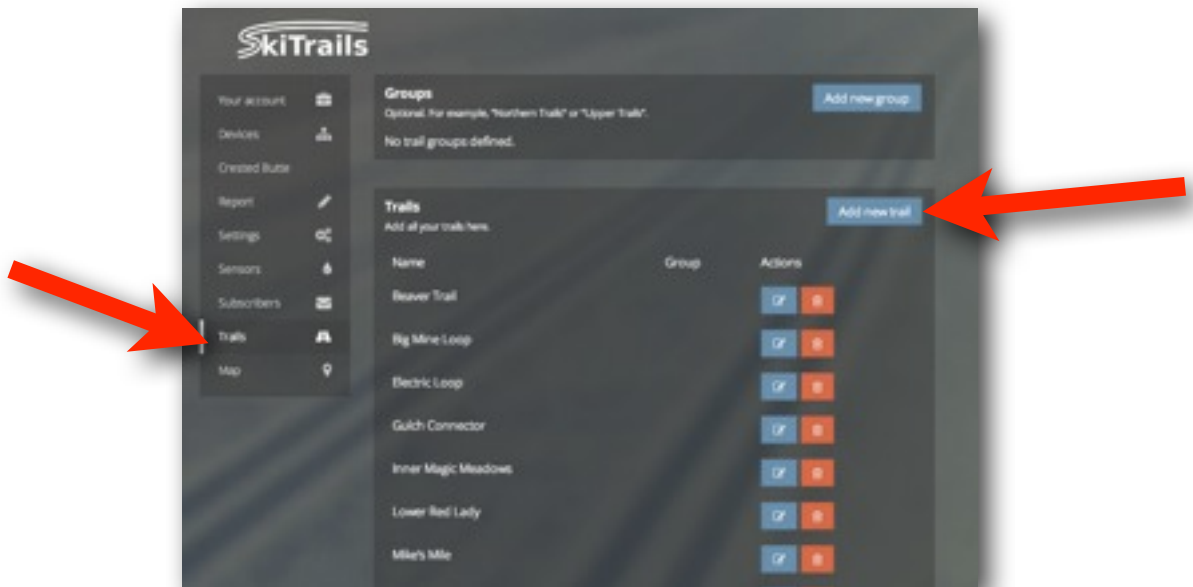 SkiTrails
Your account
Devices
Crested Butte
Report
Settings
Sensors
Subscribers
Trails
Map
Groups
Optional. For example, "Northern Trails" or "Upper Trails".
No trail groups defined.
Add new group
Trails
Add all your trails here.
Add new trail
Name Group Actions
Beaver Trail
Big Mine Loop
Electric Loop
Gulch Connector
Inner Magic Meadows
Lower Red Lady
Mike's Mile